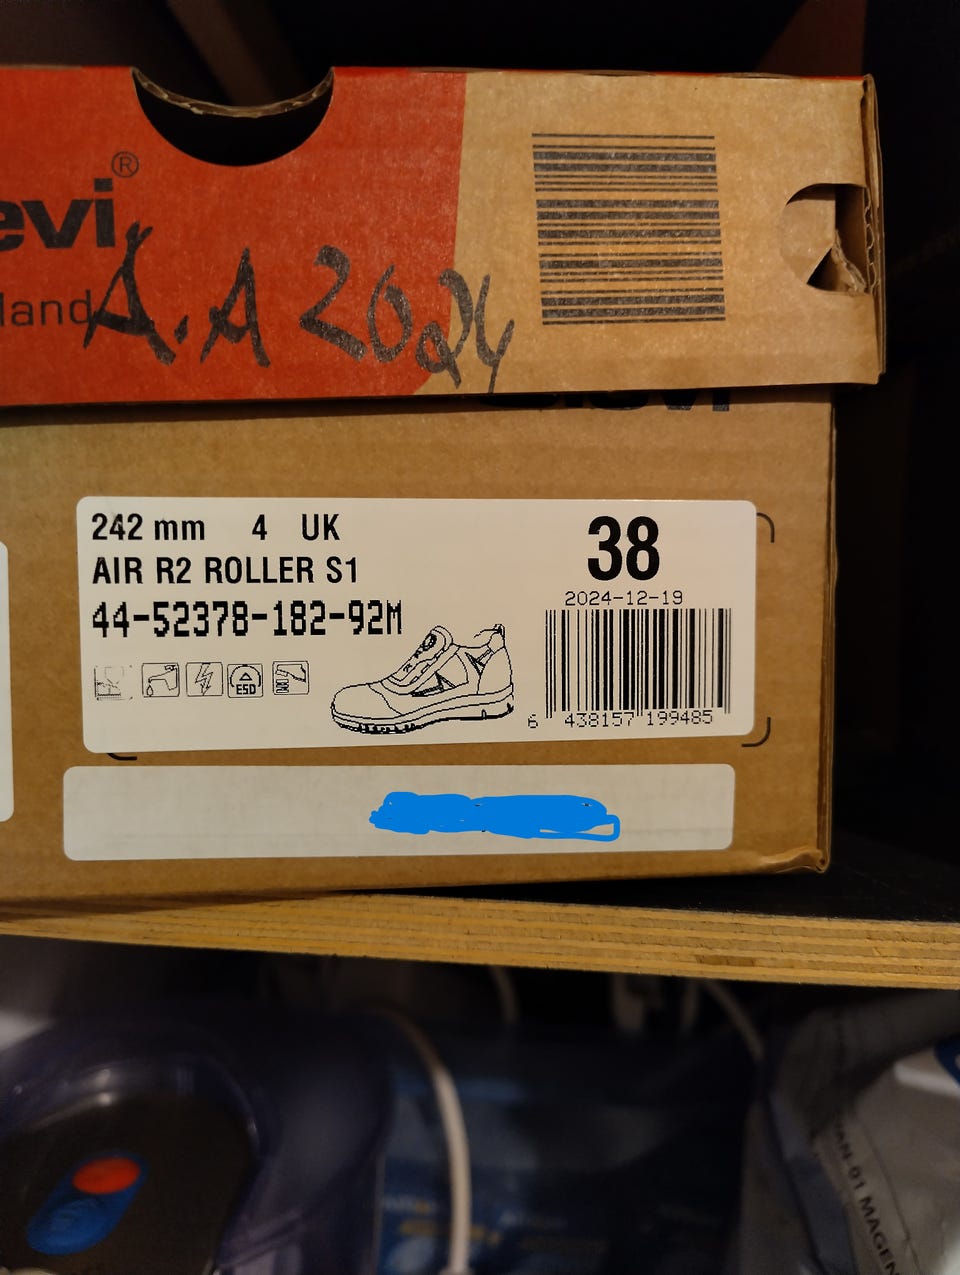 evi®
land
A.A 2024
242 mm 4 UK
AIR R2 ROLLER S1
44-52378-182-92M
38
2024-12-19
6 438157 199485
ESD